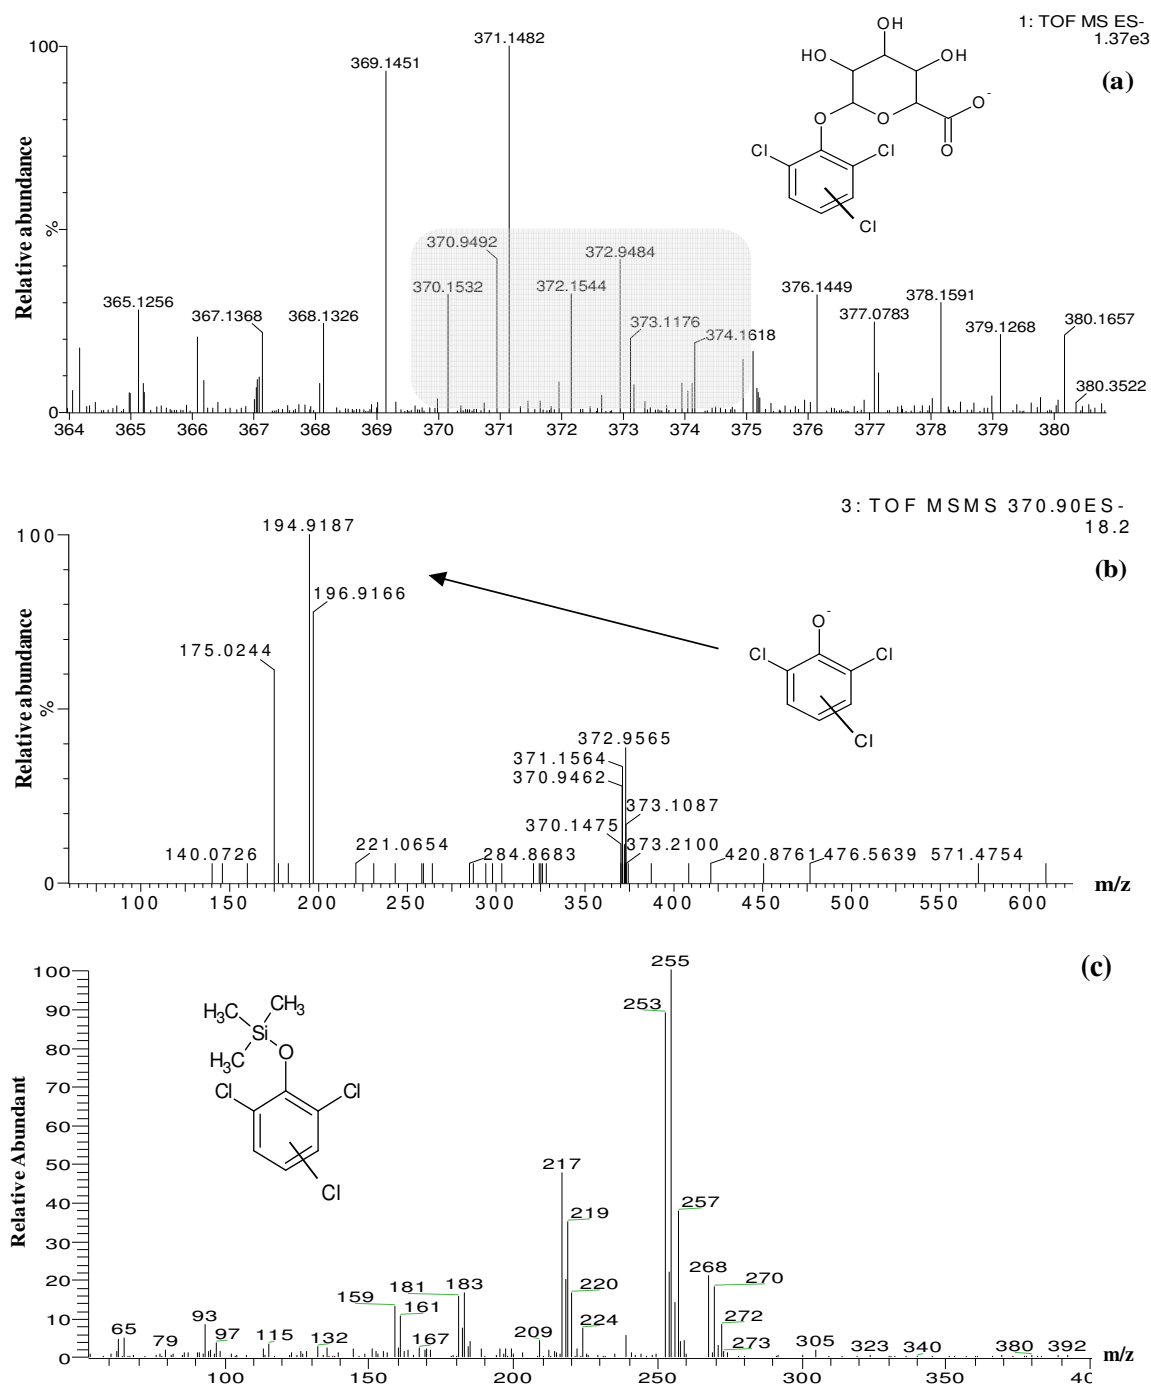 1: TOF MS ES-
1.37e3
(a)
371.1482
369.1451
365.1256
367.1368
368.1326
370.1532
370.9492
372.1544
372.9484
373.1176
374.1618
376.1449
377.0783
378.1591
379.1268
380.1657
380.3522
100
%
0
Relative abundance
364 365 366 367 368 369 370 371 372 373 374 375 376 377 378 379 380
OH
HO
OH
O
O
O-
O
Cl
Cl
Cl
3: TOF MSMS 370.90ES-
18.2
(b)
194.9187
196.9166
175.0244
372.9565
371.1564
370.9462
373.1087
370.1475
373.2100
140.0726
221.0654
284.8683
420.8761
476.5639
571.4754
100
%
0
Relative abundance
100 150 200 250 300 350 400 450 500 550 600
m/z
O-
Cl
Cl
Cl
(c)
255
253
217
219
257
268
270
220
272
224
273
159
181
183
161
167
93
65
79
97
115
132
209
305
323
340
380
392
100
90
80
70
60
50
40
30
20
10
0
Relative Abundant
100 150 200 250 300 350 40
m/z
H3C
CH3
Si
H3C
O
Cl
Cl
Cl